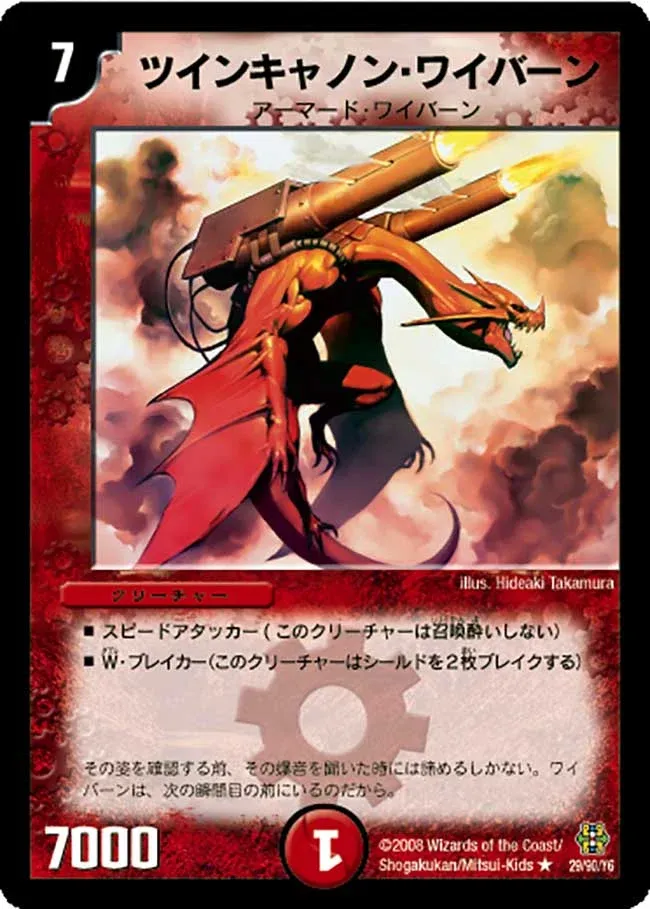 7
ツインキャノン・ワイバーン
アーマード・ワイバーン
illus. Hideaki Takamura
クリーチャー
■ スピードアタッカー ( このクリーチャーは召喚酔いしない)
■ W・ブレイカー(このクリーチャーはシールドを2枚ブレイクする)
その姿を確認する前、その爆音を聞いた時には諦めるしかない。ワイ
バーンは、次の瞬間目の前にいるのだから。
7000
1
©2008 Wizards of the Coast/
Shogakukan/Mitsui-Kids ★
29/90/Y6